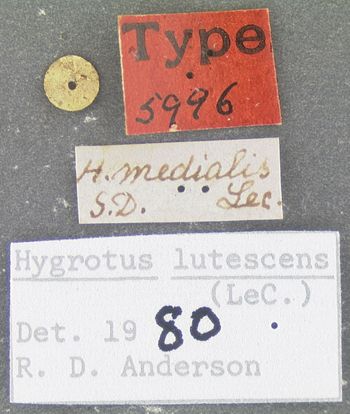 Type
5996
H. medialis
S.D. Lec.
Hygrotus lutescens
(LeC.)
Det. 19 80
R. D. Anderson